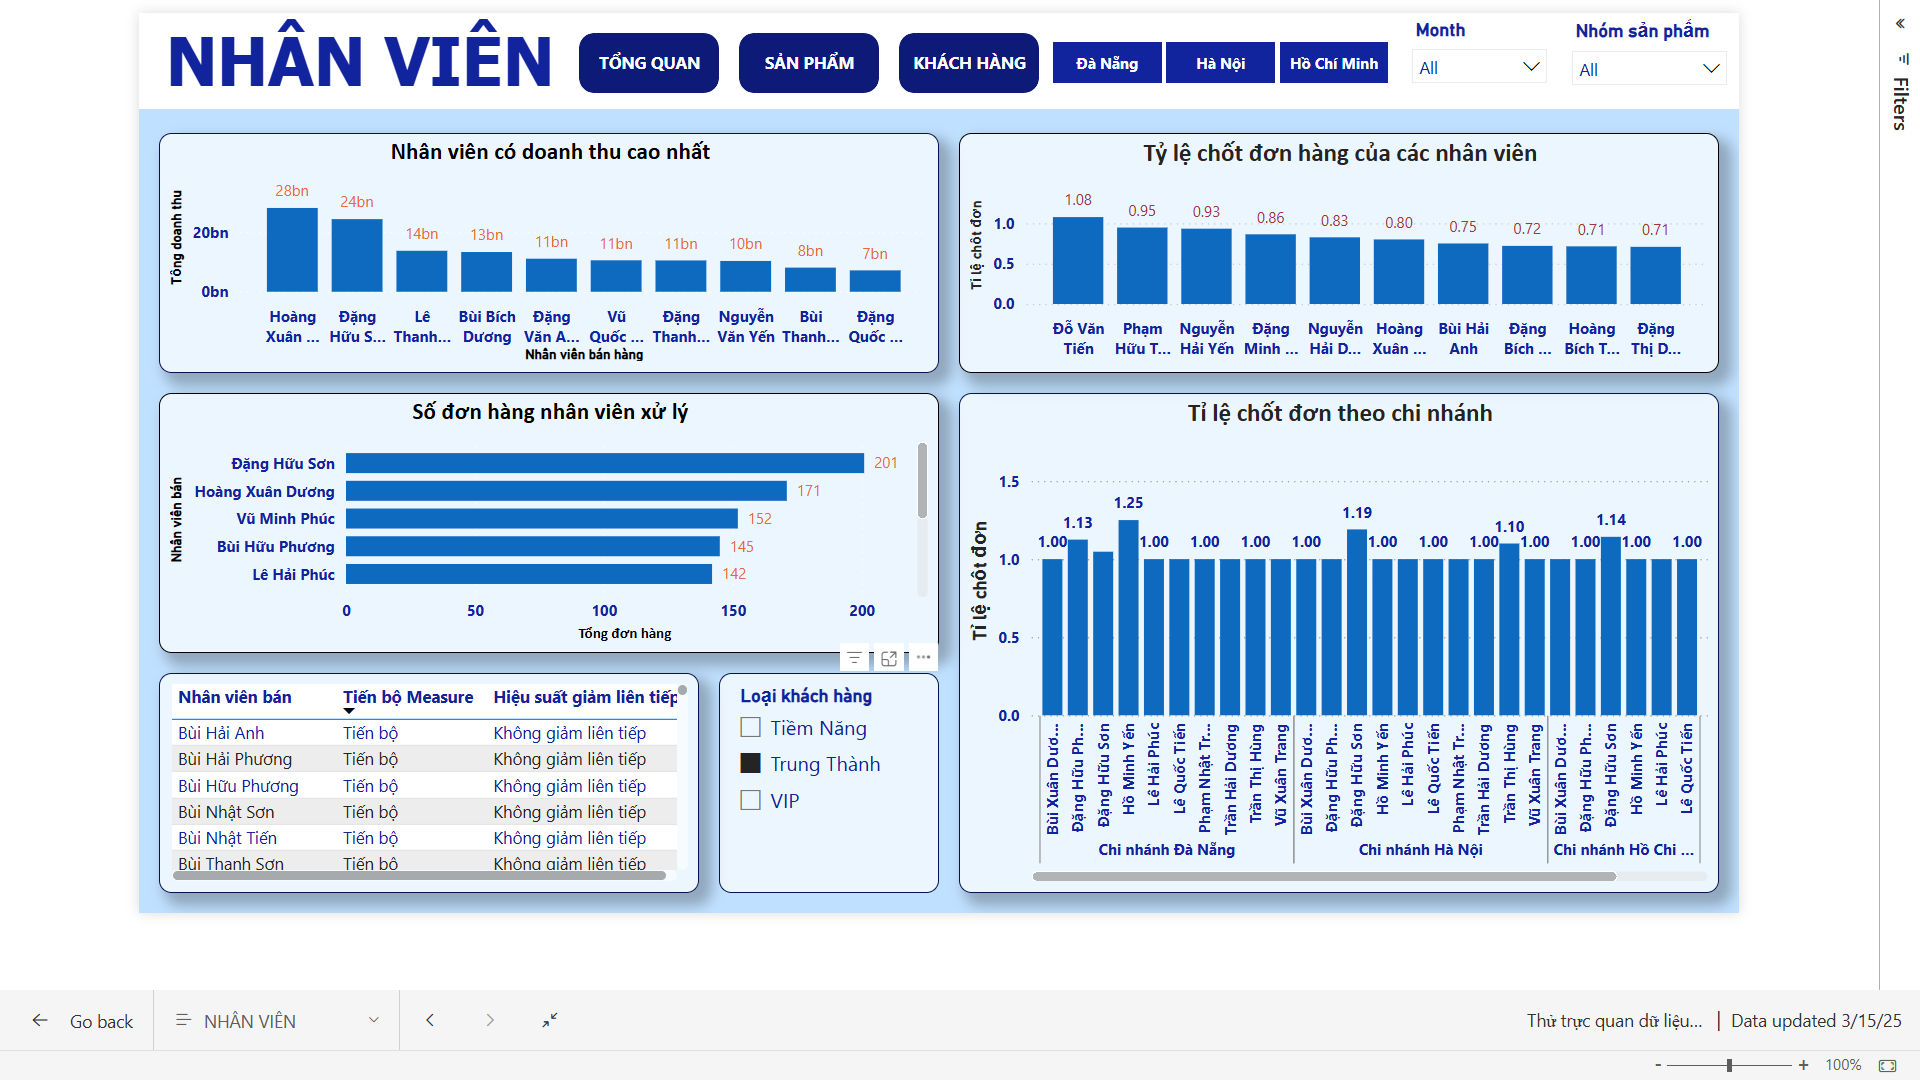 NHÂN VIÊN
TỔNG QUAN
SẢN PHẨM
KHÁCH HÀNG
Đà Nẵng
Hà Nội
Hồ Chí Minh
Month
All
Nhóm sản phẩm
All
Filters
Nhân viên có doanh thu cao nhất
Tổng doanh thu
20bn
0bn
28bn
24bn
14bn
13bn
11bn
11bn
11bn
10bn
8bn
7bn
Hoàng Xuân ...
Đặng Hữu S...
Lê Thanh...
Bùi Bích Dương
Đặng Văn A...
Vũ Quốc ...
Đặng Thanh...
Nguyễn Văn Yến
Bùi Thanh...
Đặng Quốc ...
Nhân viên bán hàng
Tỷ lệ chốt đơn hàng của các nhân viên
Tỉ lệ chốt đơn
1.0
0.5
0.0
1.08
0.95
0.93
0.86
0.83
0.80
0.75
0.72
0.71
0.71
Đỗ Văn Tiến
Phạm Hữu T...
Nguyễn Hải Yến
Đặng Minh ...
Nguyễn Hải D...
Hoàng Xuân ...
Bùi Hải Anh
Đặng Bích ...
Hoàng Bích T...
Đặng Thị D...
Số đơn hàng nhân viên xử lý
Nhân viên bán
Đặng Hữu Sơn 201
Hoàng Xuân Dương 171
Vũ Minh Phúc 152
Bùi Hữu Phương 145
Lê Hải Phúc 142
0 50 100 150 200
Tổng đơn hàng
Nhân viên bán Tiến bộ Measure Hiệu suất giảm liên tiếp
Bùi Hải Anh Tiến bộ Không giảm liên tiếp
Bùi Hải Phương Tiến bộ Không giảm liên tiếp
Bùi Hữu Phương Tiến bộ Không giảm liên tiếp
Bùi Nhật Sơn Tiến bộ Không giảm liên tiếp
Bùi Nhật Tiến Tiến bộ Không giảm liên tiếp
Bùi Thanh Sơn Tiến bộ Không giảm liên tiếp
Loại khách hàng
Tiềm Năng
Trung Thành
VIP
Tỉ lệ chốt đơn theo chi nhánh
Tỉ lệ chốt đơn
1.5
1.0
0.5
0.0
1.00
1.13
1.25
1.00
1.00
1.00
1.00
1.19
1.00
1.00
1.00
1.10
1.00
1.00
1.14
1.00
1.00
Bùi Xuân Dươ...
Đặng Hữu Ph...
Đặng Hữu Sơn
Hồ Minh Yến
Lê Hải Phúc
Lê Quốc Tiến
Phạm Nhật Tr...
Trần Hải Dương
Trần Thị Hùng
Vũ Xuân Trang
Bùi Xuân Dươ...
Đặng Hữu Ph...
Đặng Hữu Sơn
Hồ Minh Yến
Lê Hải Phúc
Lê Quốc Tiến
Phạm Nhật Tr...
Trần Hải Dương
Trần Thị Hùng
Vũ Xuân Trang
Bùi Xuân Dươ...
Đặng Hữu Ph...
Đặng Hữu Sơn
Hồ Minh Yến
Lê Hải Phúc
Lê Quốc Tiến
Chi nhánh Đà Nẵng
Chi nhánh Hà Nội
Chi nhánh Hồ Chi ...
Go back
NHÂN VIÊN
Thử trực quan dữ liệu... | Data updated 3/15/25
- + 100%